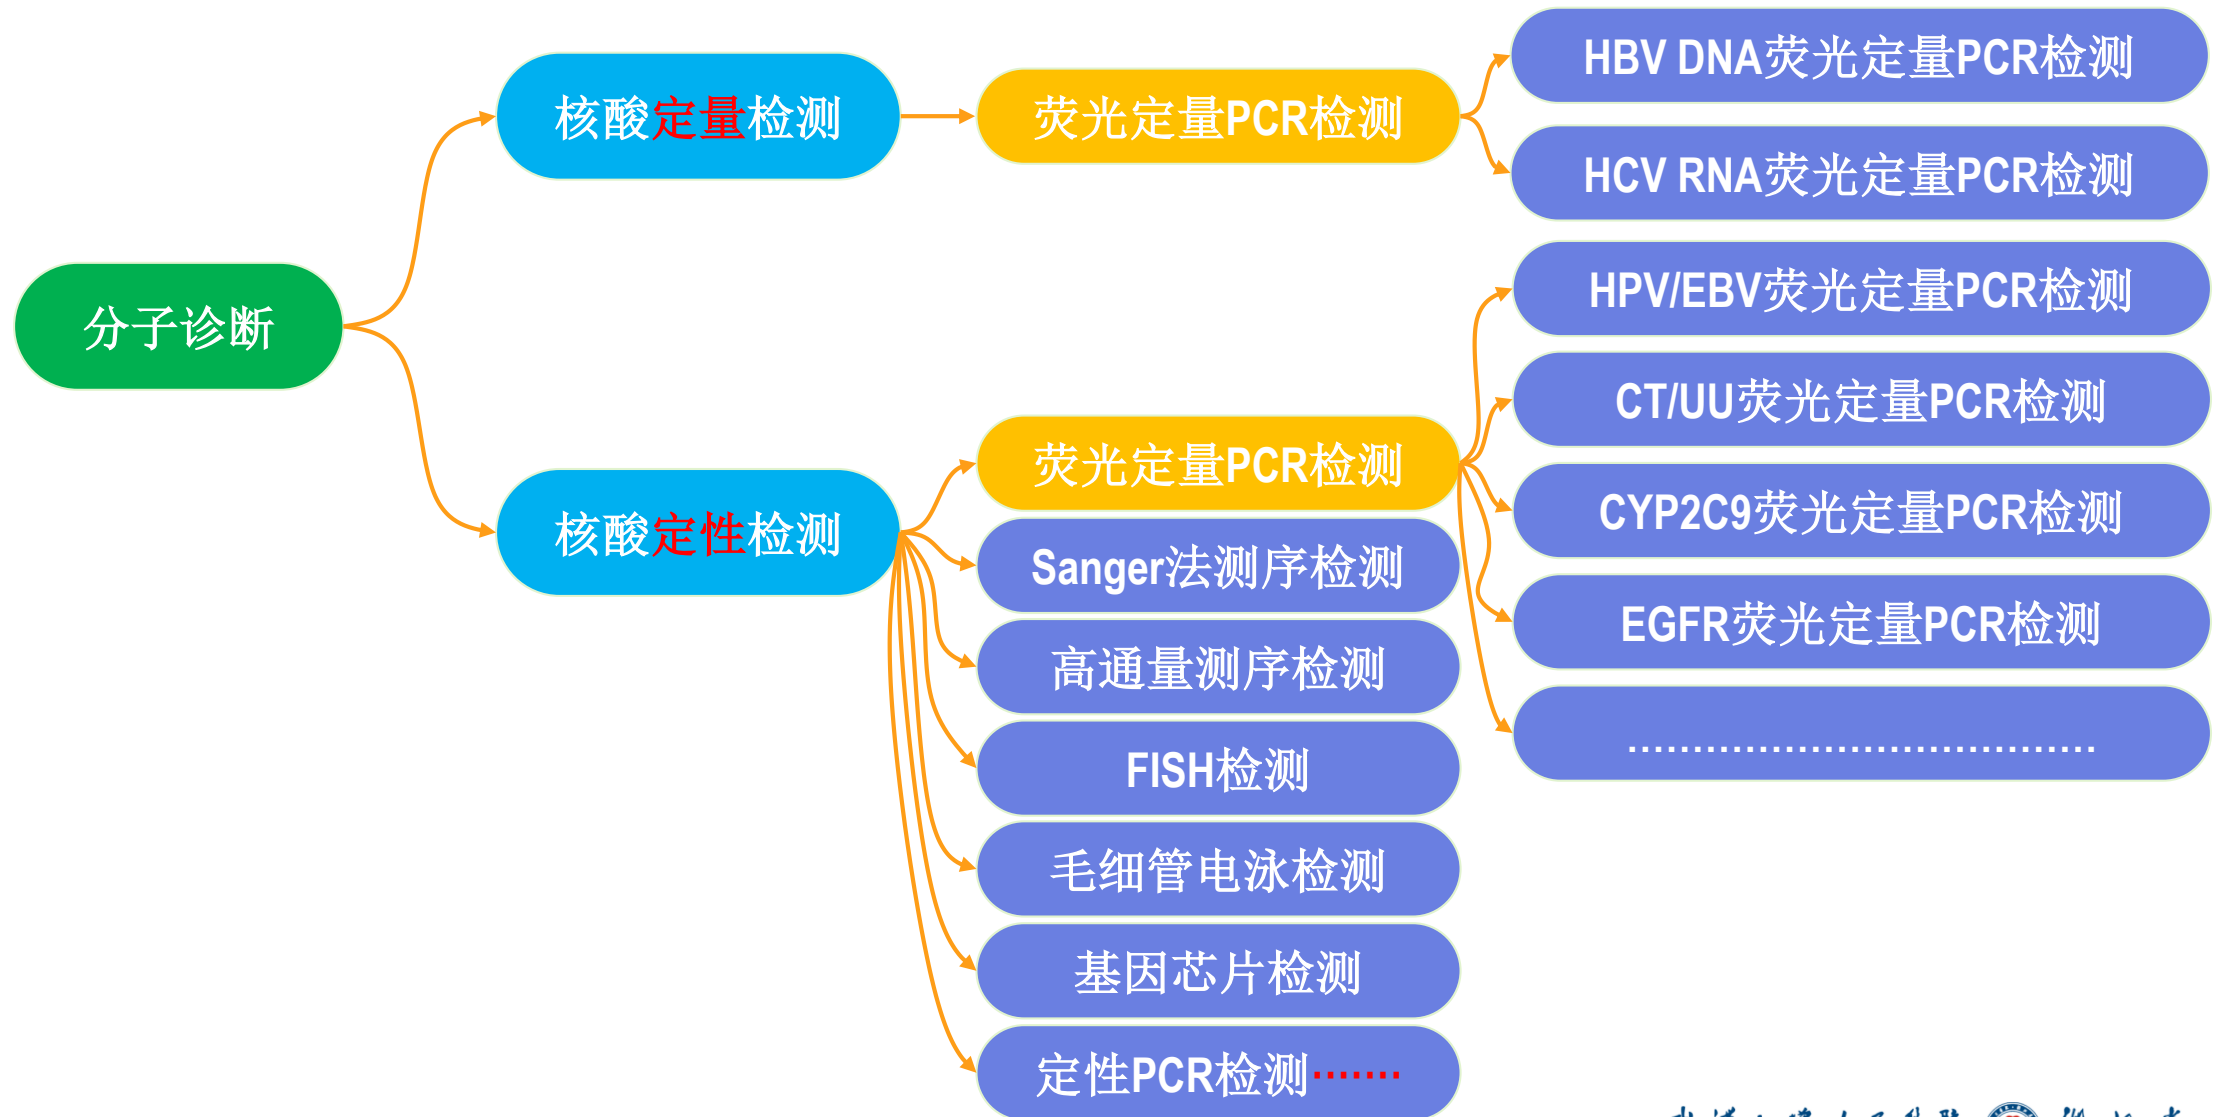 分子诊断
核酸定量检测
荧光定量PCR检测
HBV DNA荧光定量PCR检测
HCV RNA荧光定量PCR检测
核酸定性检测
荧光定量PCR检测
HPV/EBV荧光定量PCR检测
CT/UU荧光定量PCR检测
CYP2C9荧光定量PCR检测
EGFR荧光定量PCR检测
………………………………
Sanger法测序检测
高通量测序检测
FISH检测
毛细管电泳检测
基因芯片检测
定性PCR检测·······